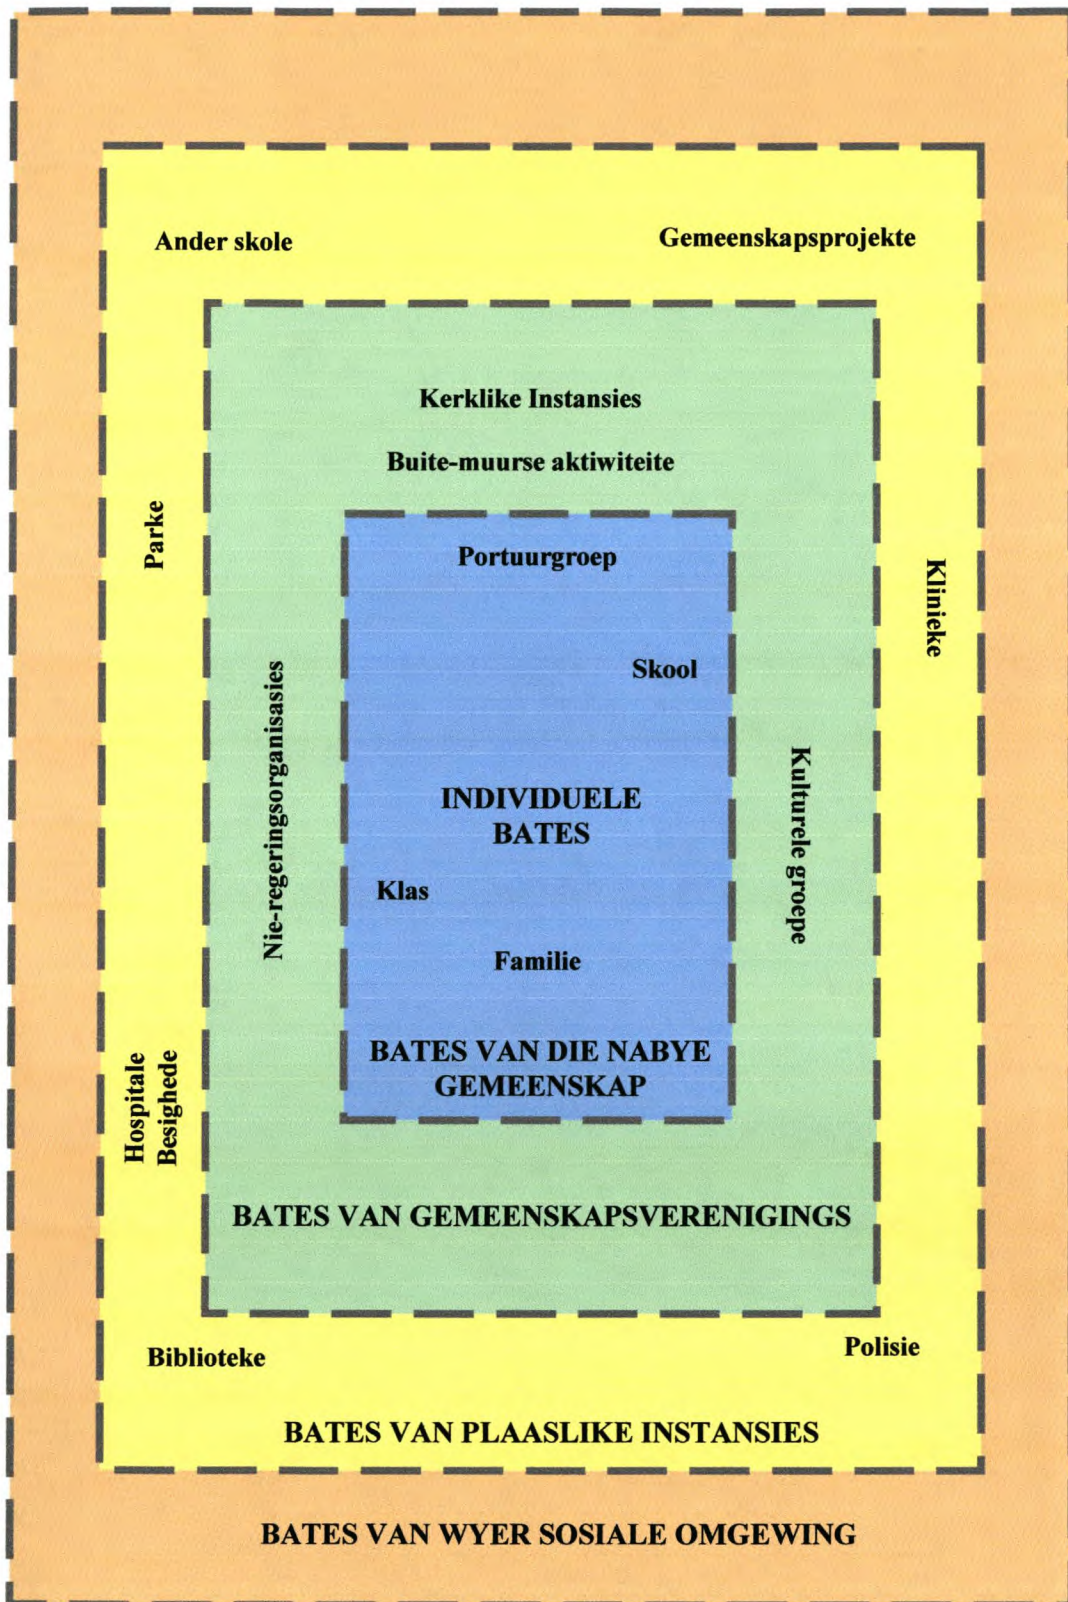 Ander skole
Gemeenskapsprojekte
Kerklike Instansies
Buite-muurse aktiwiteite
Parke
Portuurgroep
Klinieke
Skool
Nie-regeringsorganisasies
Kulturele groepe
INDIVIDUELE
BATES
Klas
Familie
BATES VAN DIE NABYE
GEMEENSKAP
Hospitale
Besighede
BATES VAN GEMEENSKAPSVERENIGINGS
Biblioteke
Polisie
BATES VAN PLAASLIKE INSTANSIES
BATES VAN WYER SOSIALE OMGEWING